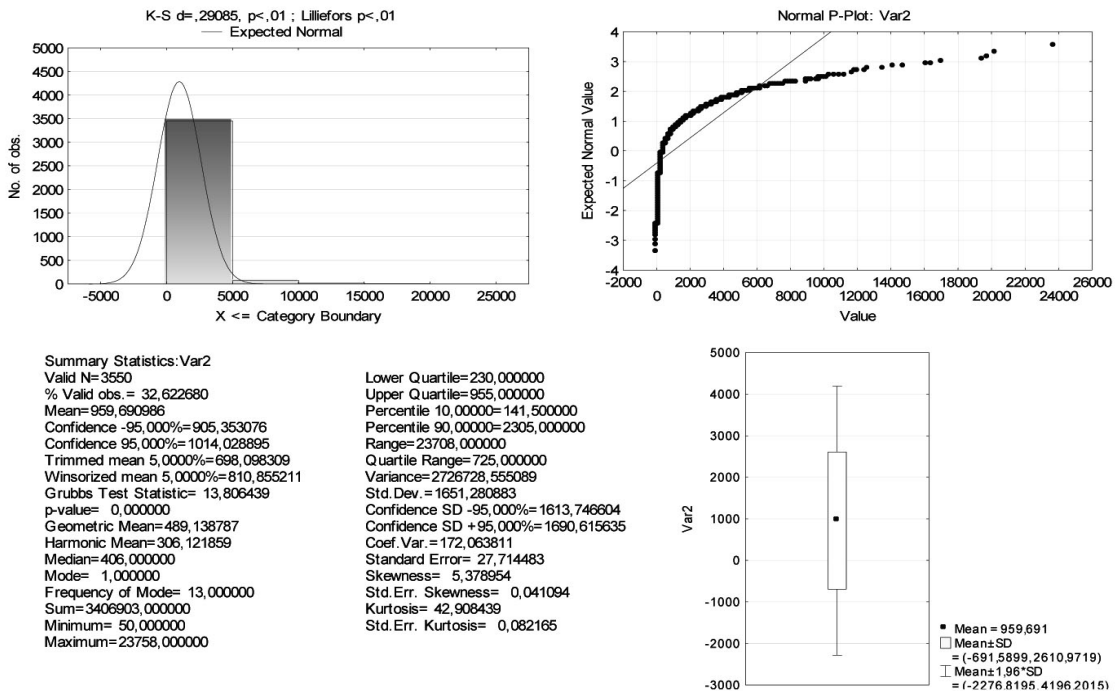 K-S d=,29085, p<,01 ; Lilliefors p<,01
Expected Normal
5000
4500
4000
3500
3000
2500
2000
1500
1000
500
0
No. of obs.
-5000 0 5000 10000 15000 20000 25000
X <= Category Boundary
Normal P-Plot: Var2
4
3
2
1
0
-1
-2
-3
-4
Expected Normal Value
-2000 2000 6000 10000 14000 18000 22000 26000
0 4000 8000 12000 16000 20000 24000
Value
Summary Statistics:Var2
Valid N=3550
% Valid obs.= 32,622680
Mean=959,690986
Confidence -95,000%=905,353076
Confidence 95,000%=1014,028895
Trimmed mean 5,0000%=698,098309
Winsorized mean 5,0000%=810,855211
Grubbs Test Statistic= 13,806439
p-value= 0,000000
Geometric Mean=489,138787
Harmonic Mean=306,121859
Median=406,000000
Mode= 1,000000
Frequency of Mode= 13,000000
Sum=3406903,000000
Minimum=50,000000
Maximum=23758,000000
Lower Quartile=230,000000
Upper Quartile=955,000000
Percentile 10,00000=141,500000
Percentile 90,00000=2305,000000
Range=23708,000000
Quartile Range=725,000000
Variance=2726728,555089
Std.Dev.=1651,280883
Confidence SD -95,000%=1613,746604
Confidence SD +95,000%=1690,615635
Coef.Var.=172,063811
Standard Error= 27,714483
Skewness= 5,378954
Std.Err. Skewness= 0,041094
Kurtosis= 42,908439
Std.Err. Kurtosis= 0,082165
5000
4000
3000
2000
1000
0
-1000
-2000
-3000
Var2
Mean = 959,691
Mean±SD
= (-691,5899, 2610,9719)
Mean±1,96*SD
= (-2276,8195, 4196,2015)